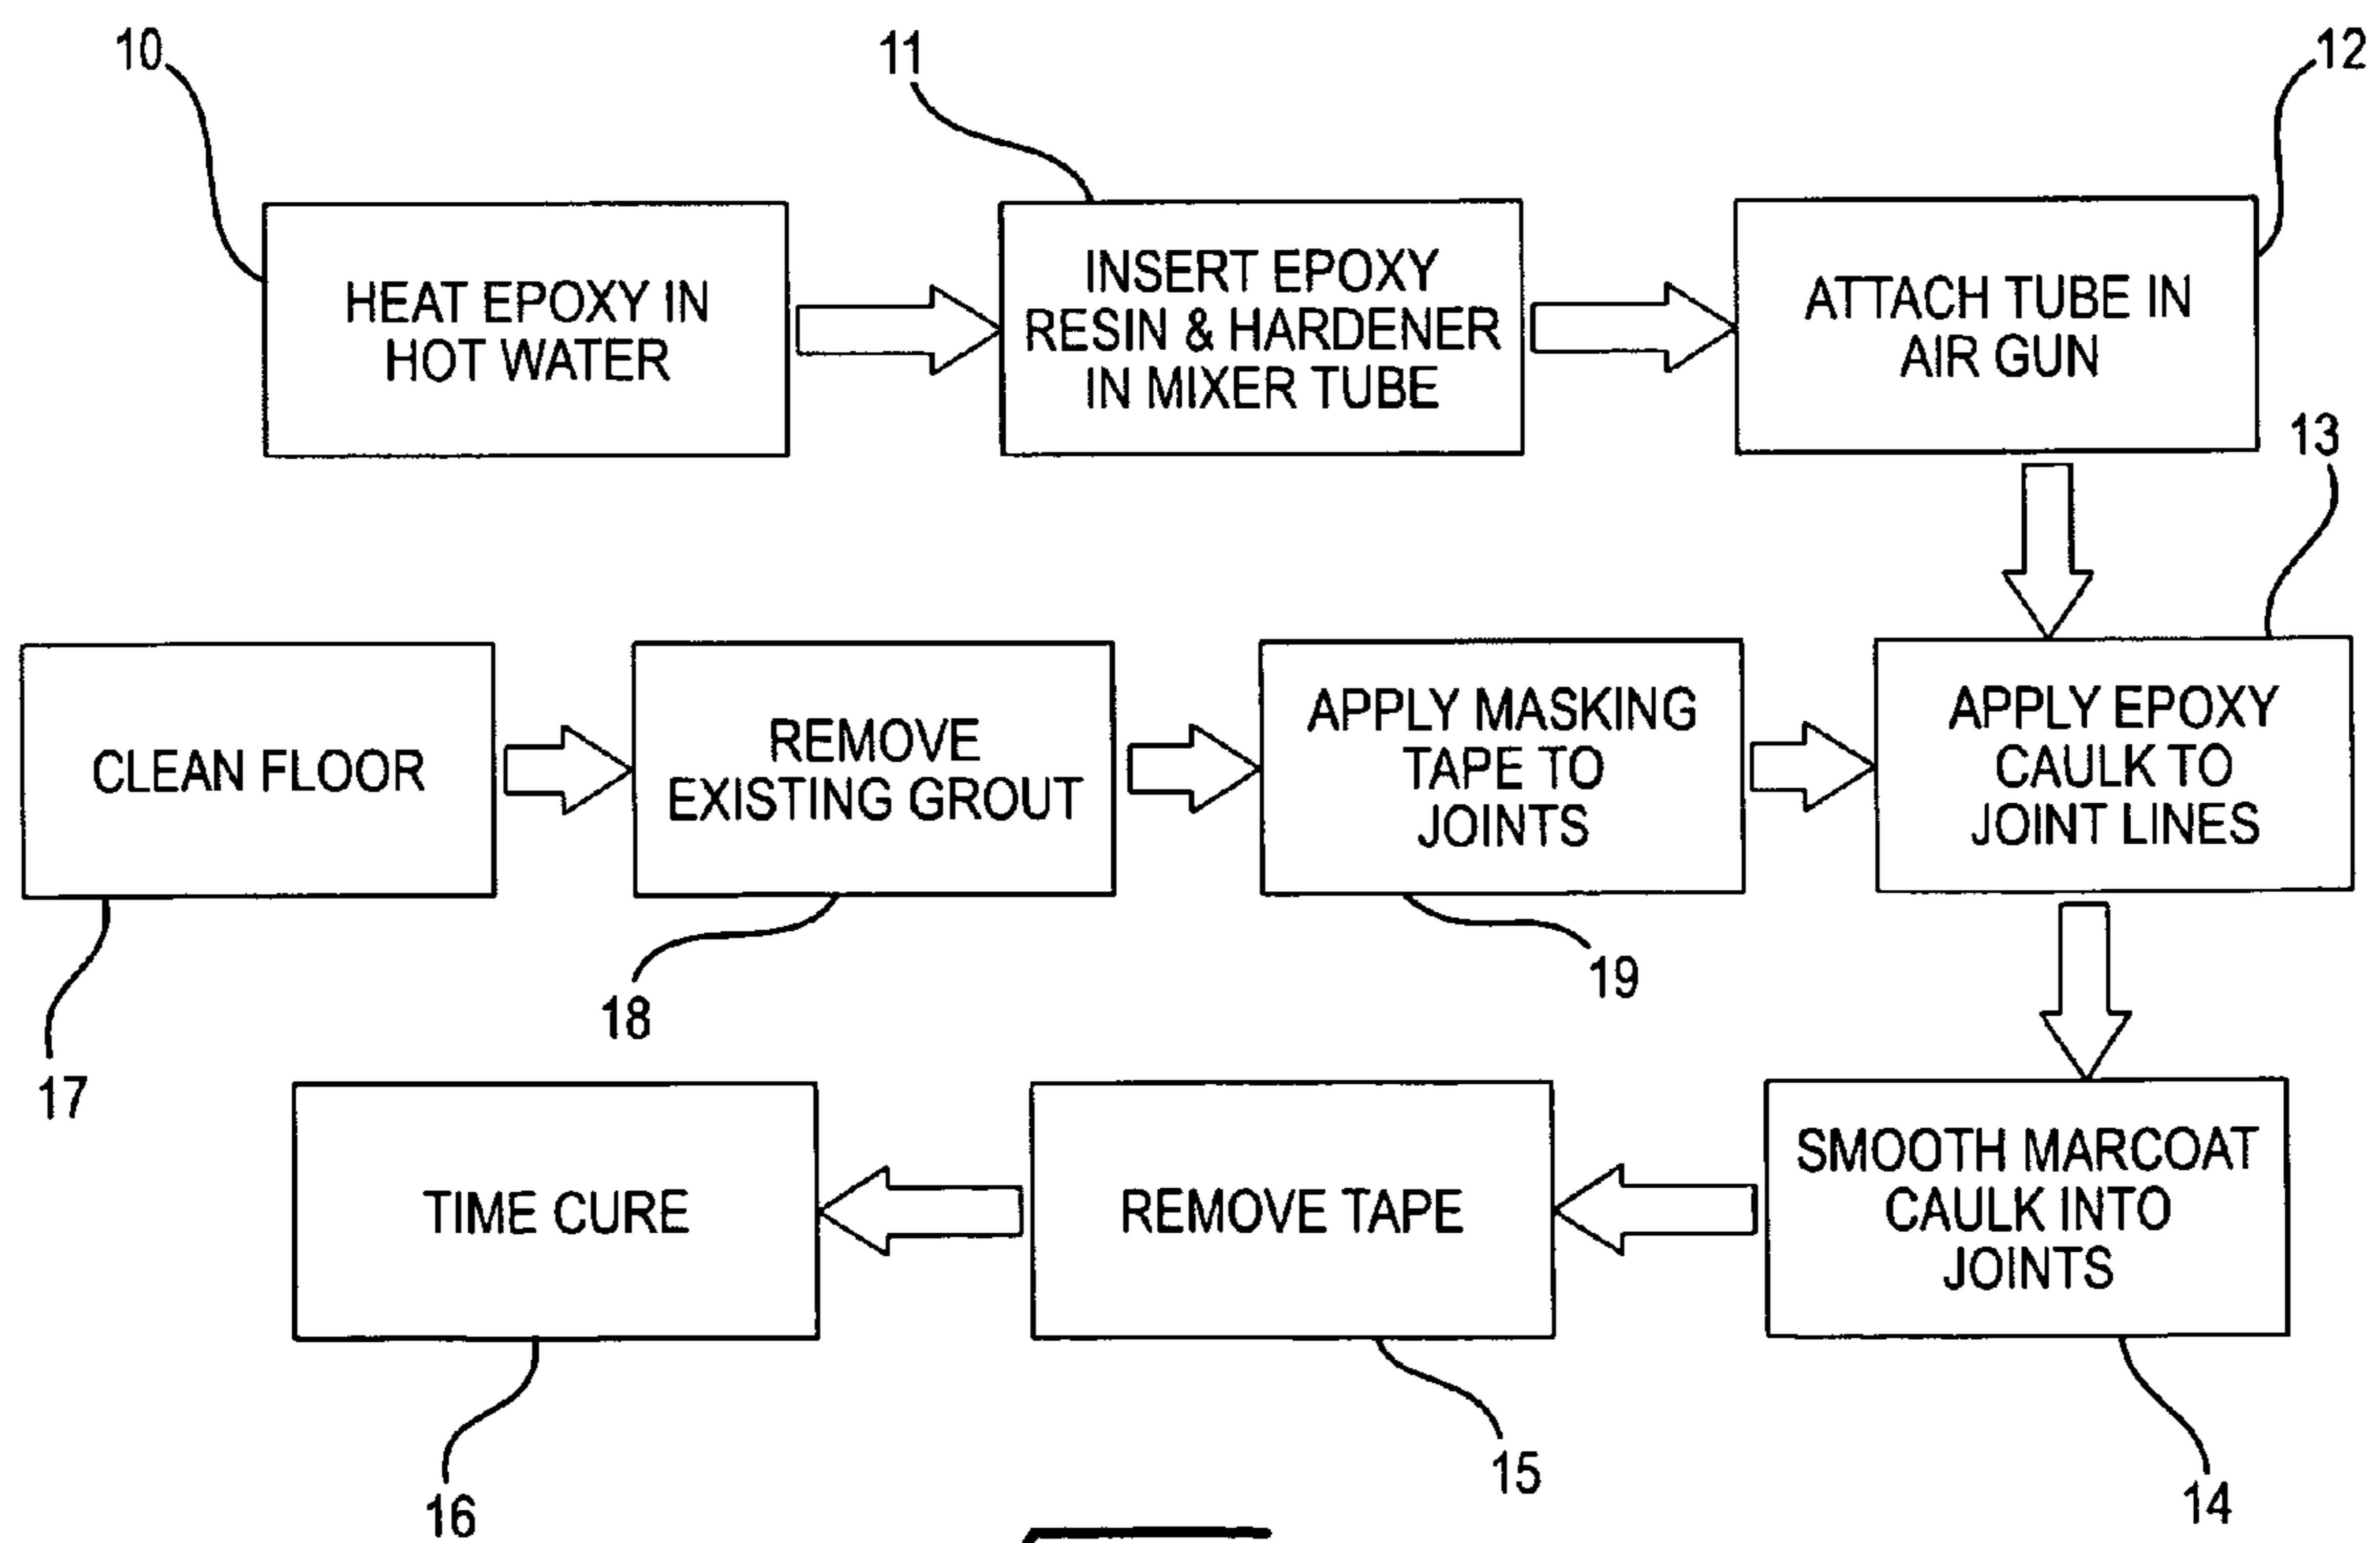 10
11
12
HEAT EPOXY IN
HOT WATER
INSERT EPOXY
RESIN & HARDENER
IN MIXER TUBE
ATTACH TUBE IN
AIR GUN
13
CLEAN FLOOR
REMOVE
EXISTING GROUT
APPLY MASKING
TAPE TO
JOINTS
APPLY EPOXY
CAULK TO
JOINT LINES
17
18
19
TIME CURE
REMOVE TAPE
SMOOTH MARCOAT
CAULK INTO
JOINTS
16
15
14